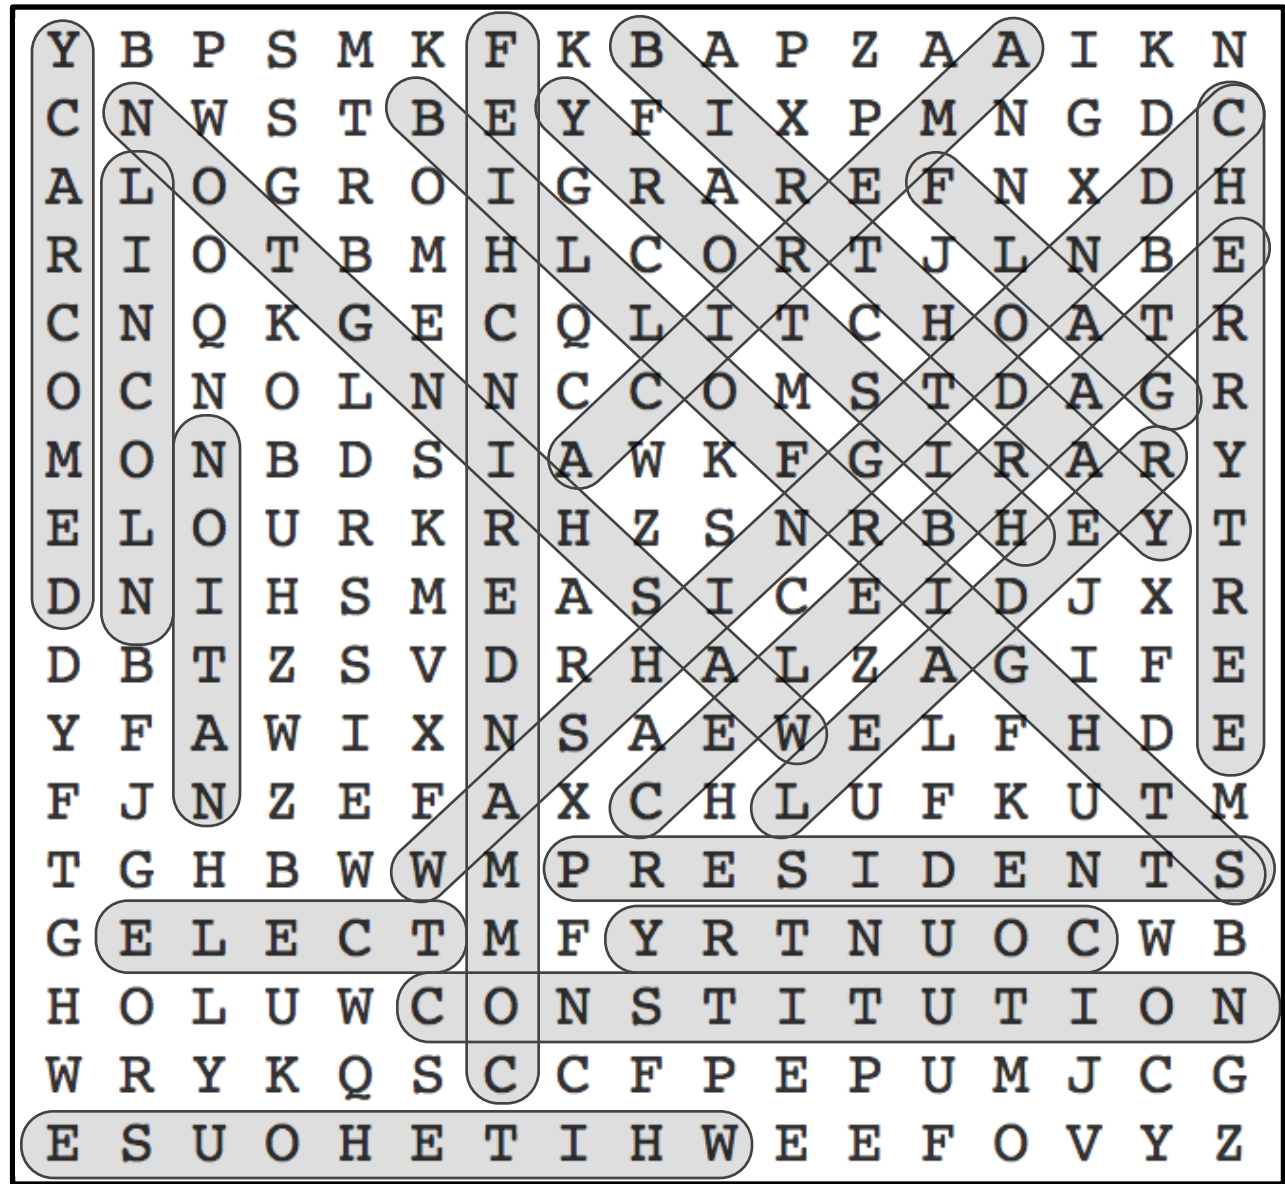 Y B P S M K F K B A P Z A A I K N
C N W S T B E Y F I X P M N G D C
A L O G R O I G R A R E F N X D H
R I O T B M H L C O R T J L N B E
C N Q K G E C Q L I T C H O A T R
O C N O L N N C C O M S T D A G R
M O N B D S I A W K F G I R A R Y
E L O U R K R H Z S N R B H E Y T
D N I H S M E A S I C E I D J X R
D B T Z S V D R H A L Z A G I F E
Y F A W I X N S A E W E L F H D E
F J N Z E F A X C H L U F K U T M
T G H B W W M P R E S I D E N T S
G E L E C T M F Y R T N U O C W B
H O L U W C O N S T I T U T I O N
W R Y K Q S C C F P E P U M J C G
E S U O H E T I H W E E F O V Y Z